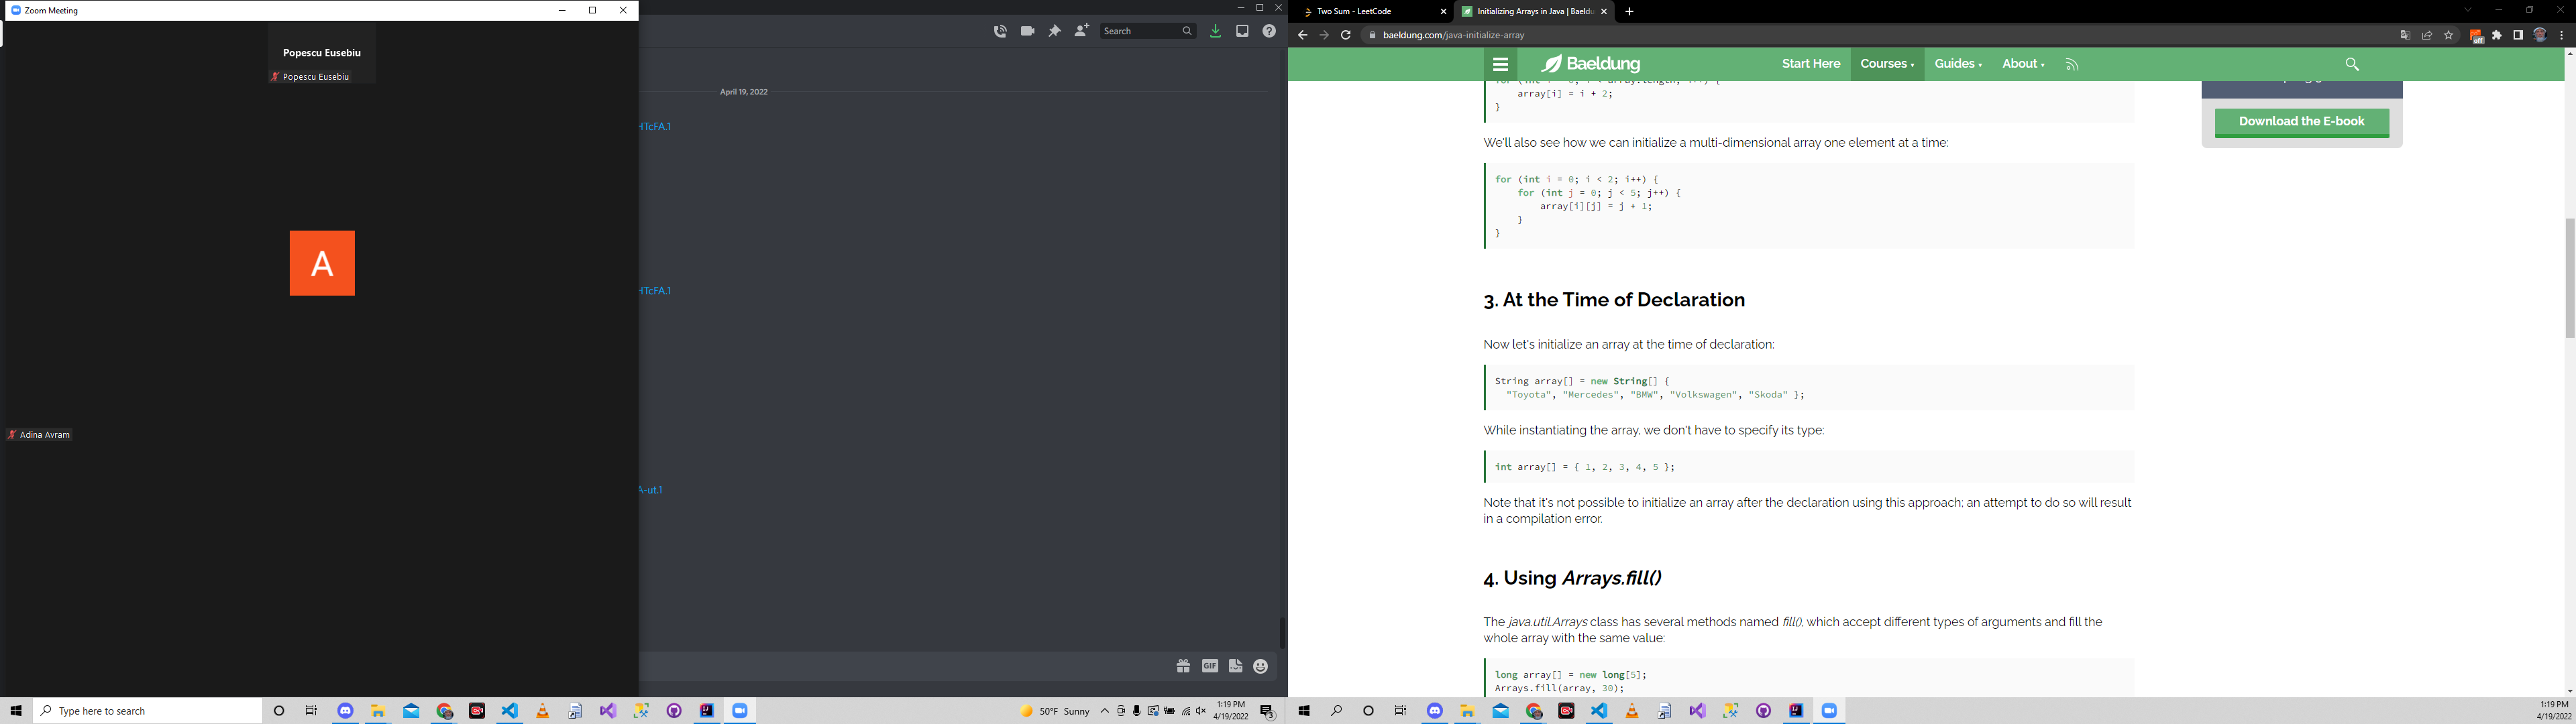 Zoom Meeting
Popescu Eusebiu
Popescu Eusebiu
A
Adina Avram
Search
April 19, 2022
HTcFA.1
HTcFA.1
A-ut.1
GIF
Type here to search
50°F Sunny
1:19 PM
4/19/2022
3
Two Sum - LeetCode
Initializing Arrays in Java | Baeldu
baeldung.com/java-initialize-array
off
Baeldung
Start Here
Courses
Guides
About
array[i] = i + 2;
}
Download the E-book
We'll also see how we can initialize a multi-dimensional array one element at a time:
for (int i = 0; i < 2; i++) {
    for (int j = 0; j < 5; j++) {
        array[i][j] = j + 1;
    }
}
3. At the Time of Declaration
Now let's initialize an array at the time of declaration:
String array[] = new String[] {
  "Toyota", "Mercedes", "BMW", "Volkswagen", "Skoda" };
While instantiating the array, we don't have to specify its type:
int array[] = { 1, 2, 3, 4, 5 };
Note that it's not possible to initialize an array after the declaration using this approach; an attempt to do so will result
in a compilation error.
4. Using Arrays.fill()
The java.util.Arrays class has several methods named fill(), which accept different types of arguments and fill the
whole array with the same value:
long array[] = new long[5];
Arrays.fill(array, 30);
1:19 PM
4/19/2022